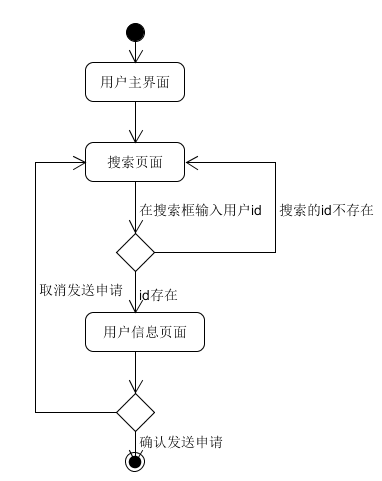 用户主界面
搜索页面
在搜索框输入用户id
搜索的id不存在
取消发送申请
id存在
用户信息页面
确认发送申请